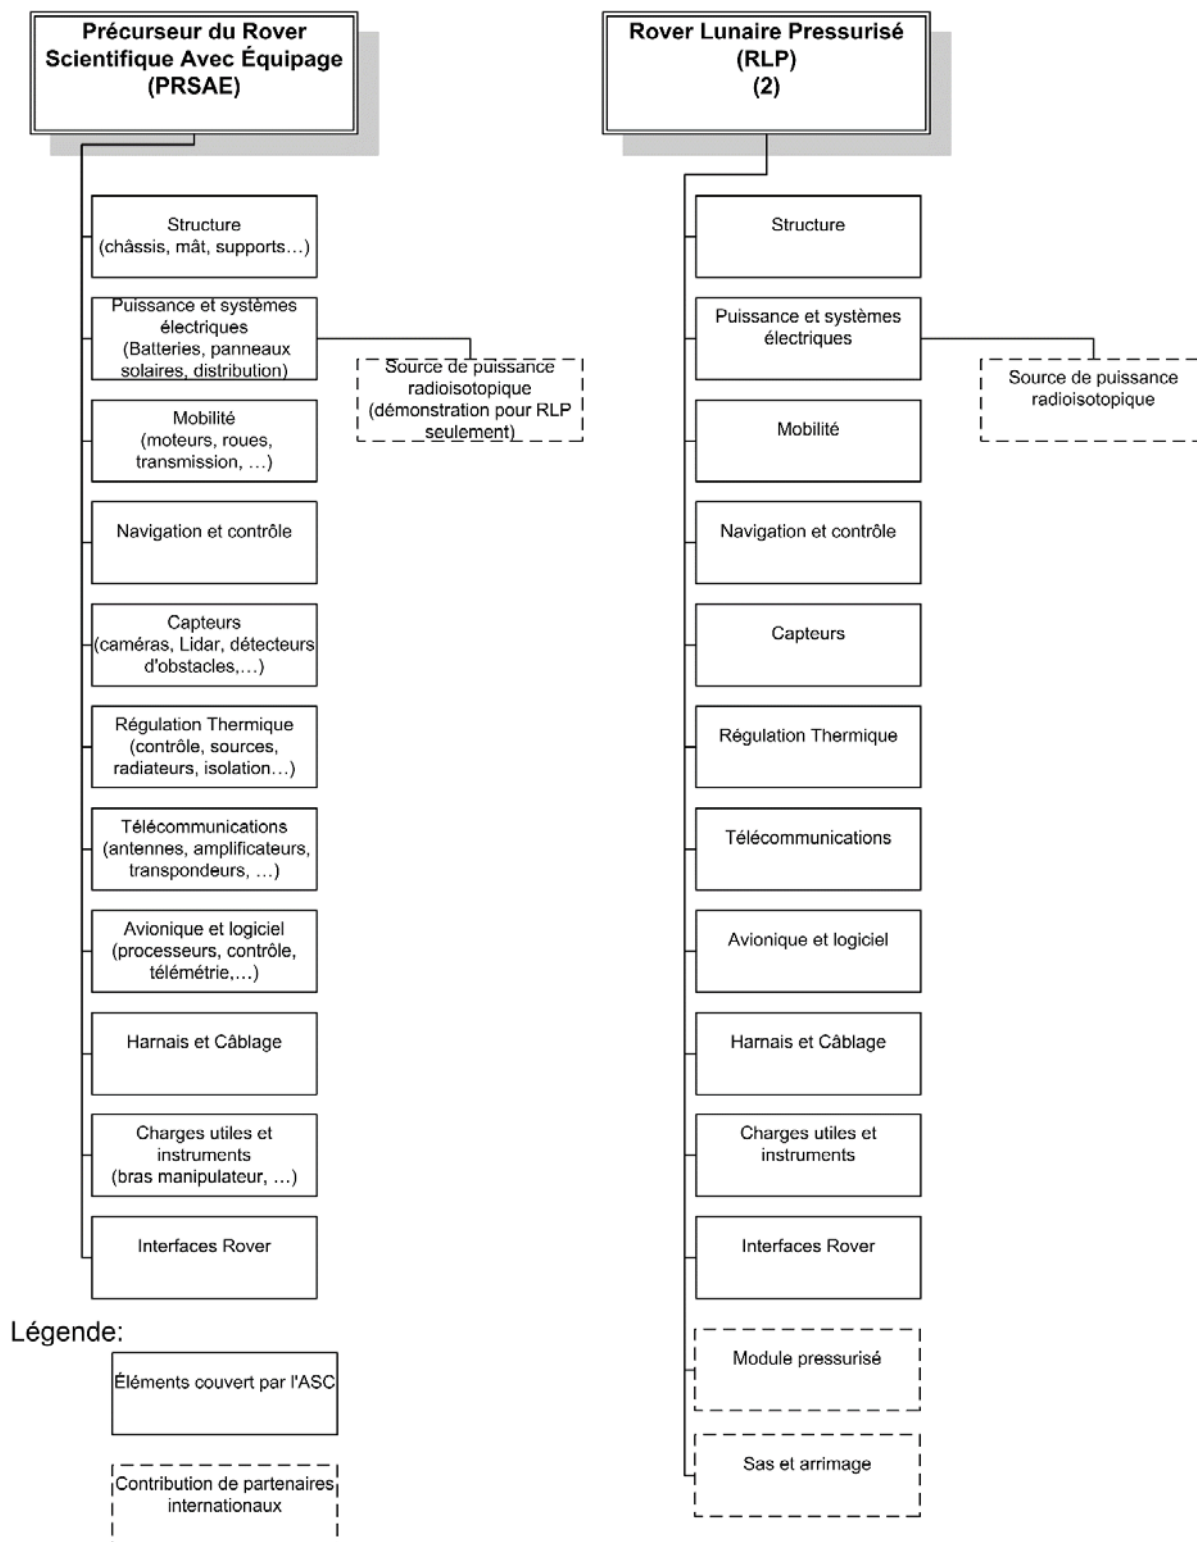 Précurseur du Rover
Scientifique Avec Équipage
(PRSAE)
Structure
(châssis, mât, supports…)
Puissance et systèmes
électriques
(Batteries, panneaux
solaires, distribution)
Source de puissance
radioisotopique
(démonstration pour RLP
seulement)
Mobilité
(moteurs, roues,
transmission, …)
Navigation et contrôle
Capteurs
(caméras, Lidar, détecteurs
d'obstacles,…)
Régulation Thermique
(contrôle, sources,
radiateurs, isolation…)
Télécommunications
(antennes, amplificateurs,
transpondeurs, …)
Avionique et logiciel
(processeurs, contrôle,
télémétrie,…)
Harnais et Câblage
Charges utiles et
instruments
(bras manipulateur, …)
Interfaces Rover
Rover Lunaire Pressurisé
(RLP)
(2)
Structure
Puissance et systèmes
électriques
Source de puissance
radioisotopique
Mobilité
Navigation et contrôle
Capteurs
Régulation Thermique
Télécommunications
Avionique et logiciel
Harnais et Câblage
Charges utiles et
instruments
Interfaces Rover
Module pressurisé
Sas et arrimage
Légende:
Éléments couvert par l'ASC
Contribution de partenaires
internationaux